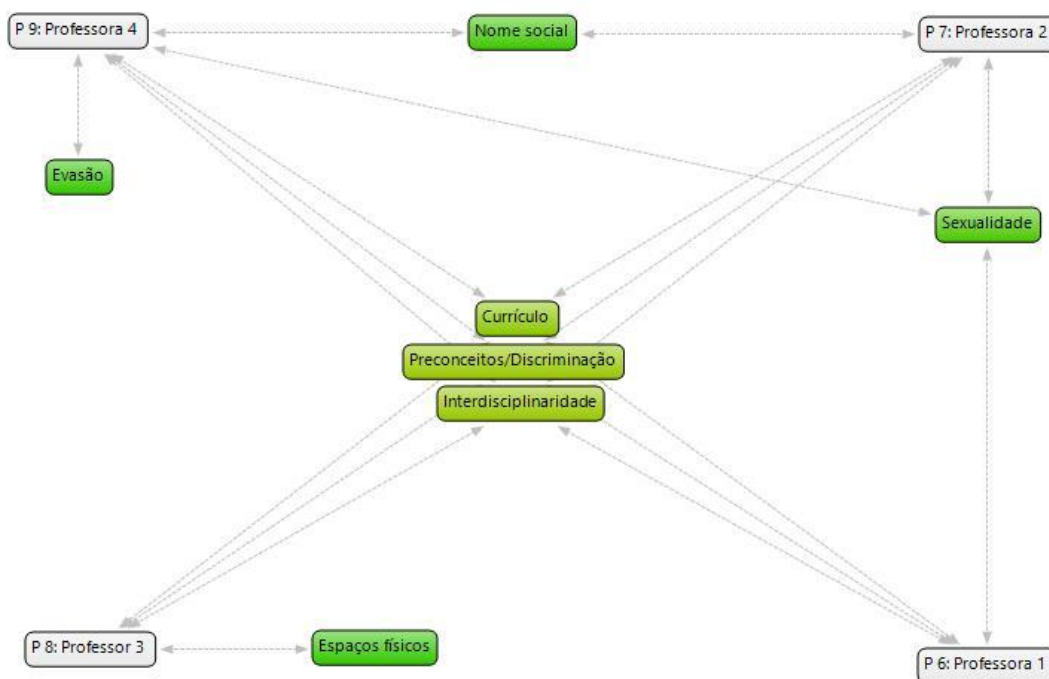 P 9: Professora 4
Nome social
P 7: Professora 2
Evasão
Sexualidade
Currículo
Preconceitos/Discriminação
Interdisciplinaridade
P 8: Professor 3
Espaços físicos
P 6: Professora 1